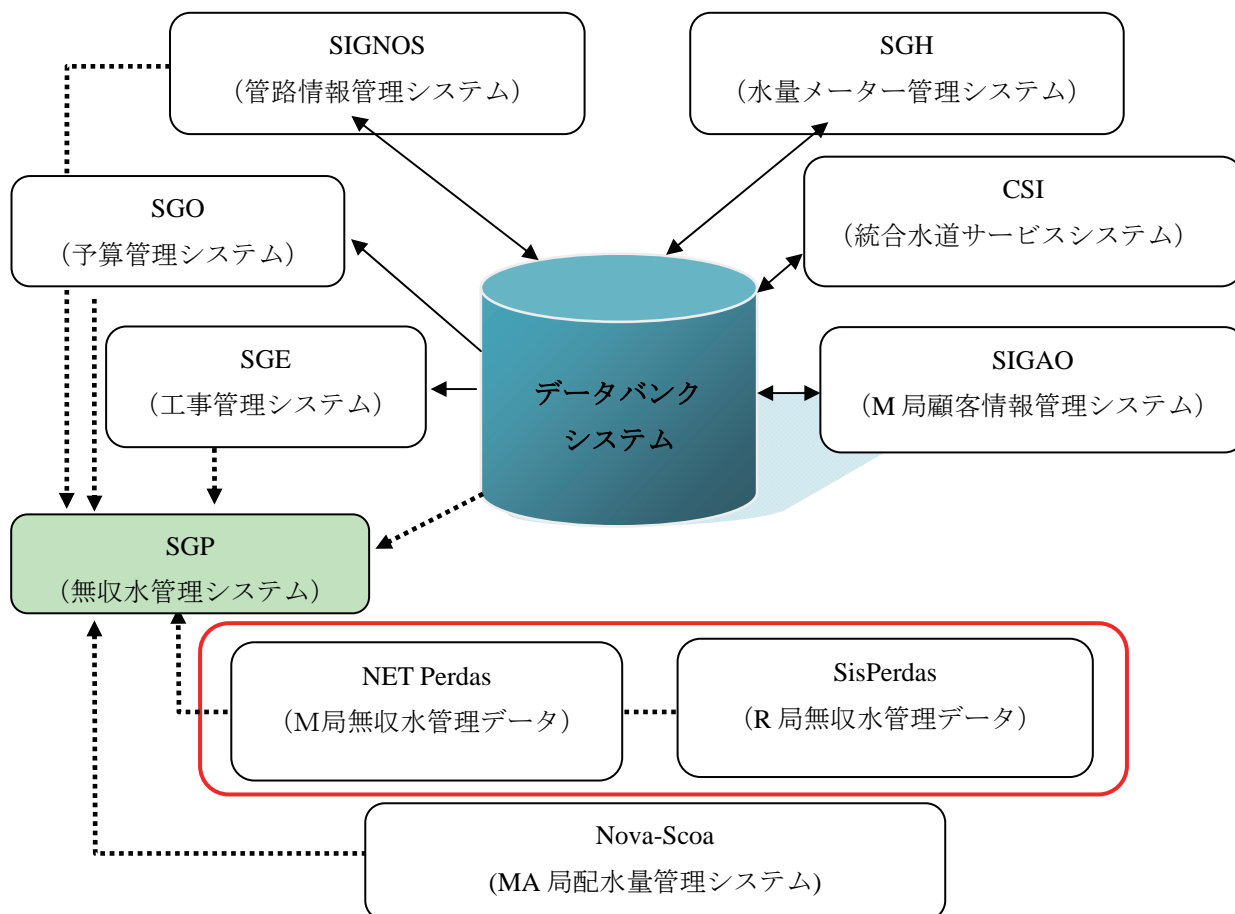 SIGNOS
（管路情報管理システム）
SGH
（水量メーター管理システム）
SGO
（予算管理システム）
CSI
（統合水道サービスシステム）
SGE
（工事管理システム）
データバンク
システム
SIGAO
（M 局顧客情報管理システム）
SGP
（無収水管理システム）
NET Perdas
（Ｍ局無収水管理データ）
SisPerdas
（R 局無収水管理データ）
Nova-Scoa
(MA 局配水量管理システム)